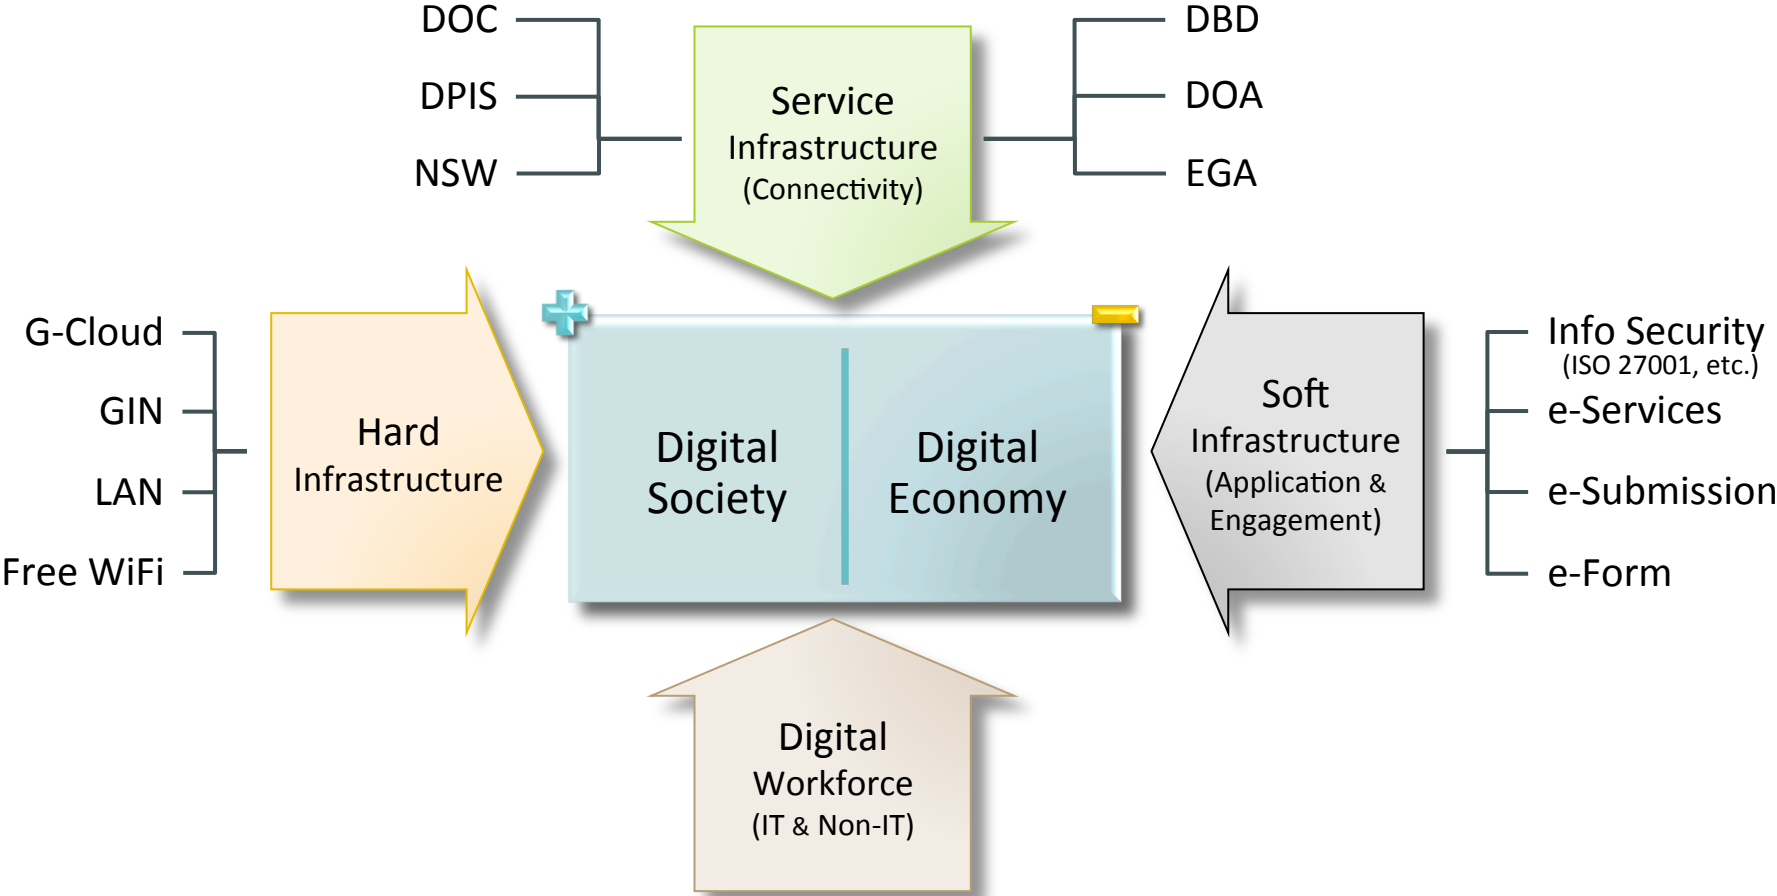 DOC
DPIS
NSW
Service
Infrastructure
(Connectivity)
DBD
DOA
EGA
G-Cloud
GIN
LAN
Free WiFi
Hard
Infrastructure
Digital
Society
Digital
Economy
Soft
Infrastructure
(Application &
Engagement)
Info Security
(ISO 27001, etc.)
e-Services
e-Submission
e-Form
Digital
Workforce
(IT & Non-IT)